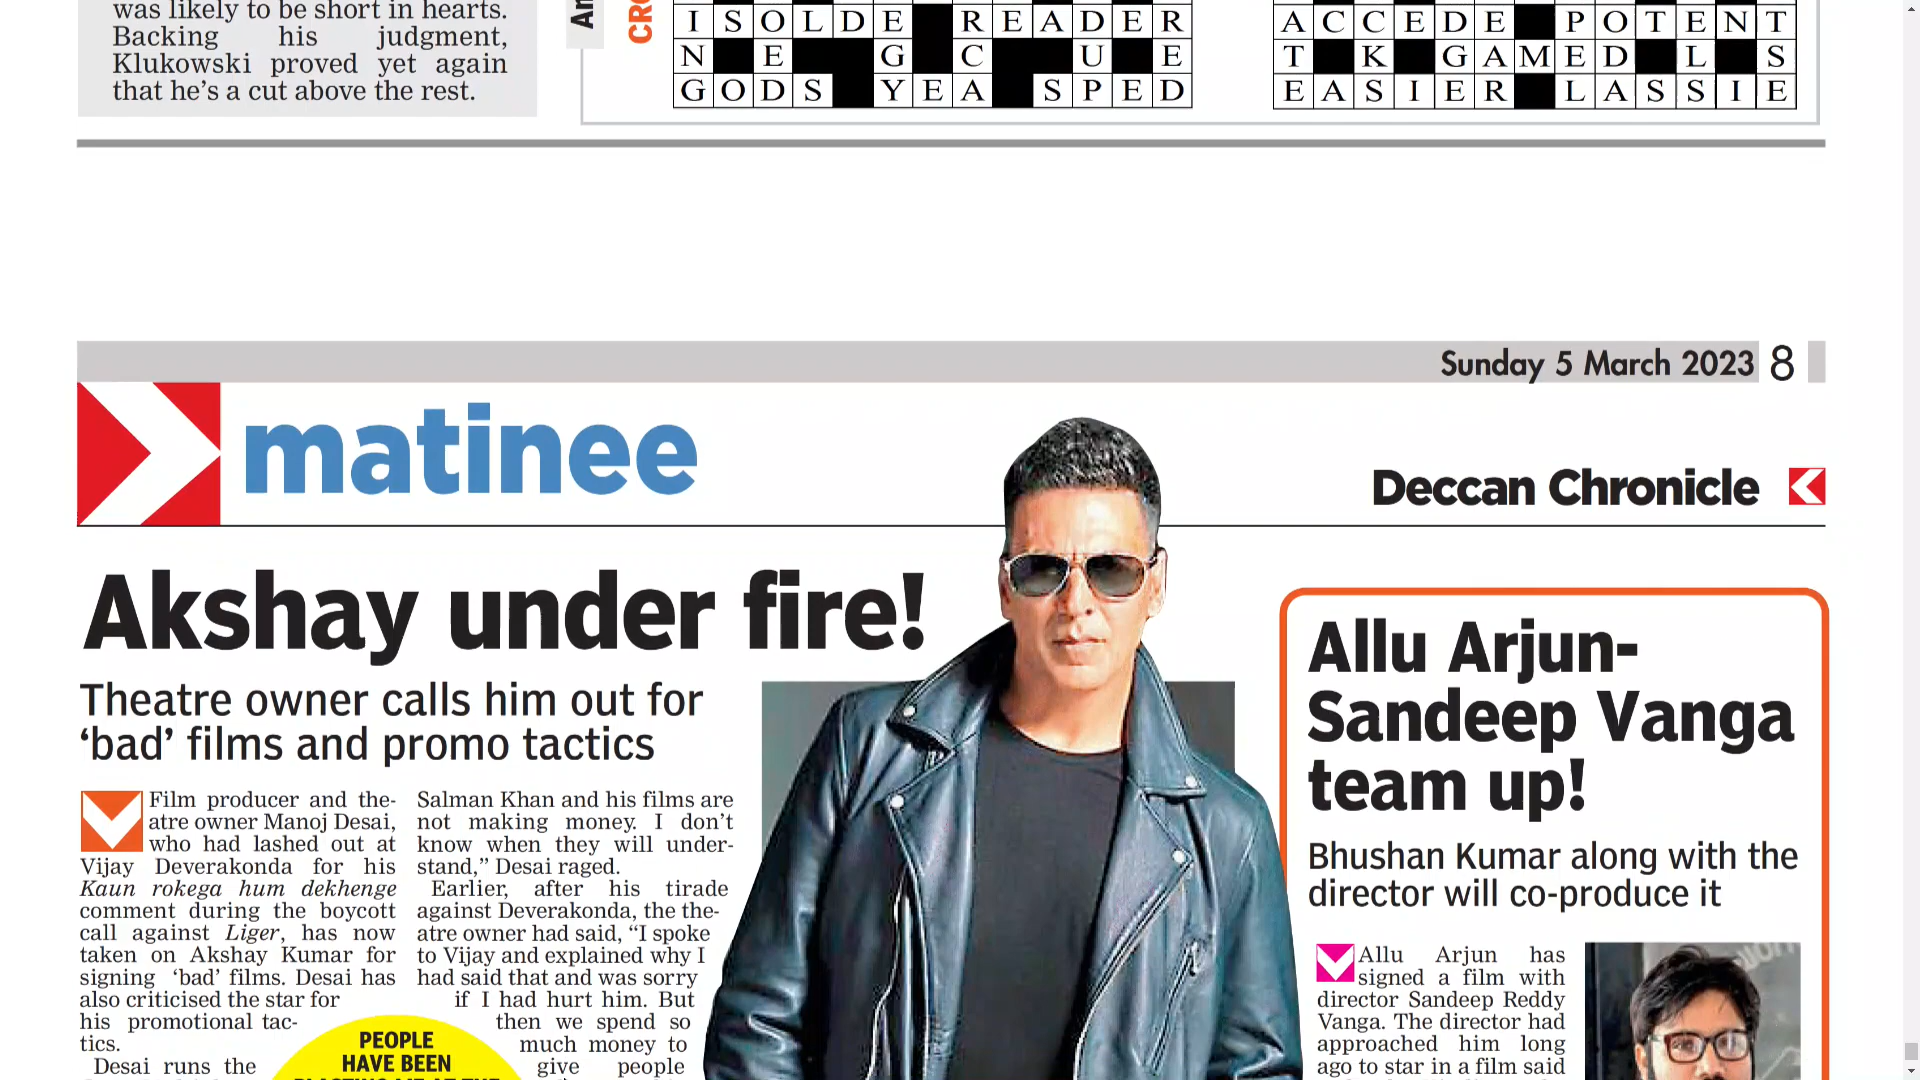 was likely to be short in hearts.
Backing his judgment,
Klukowski proved yet again
that he's a cut above the rest.
An
CRO
I S O L D E R E A D E R
N E G C U E
G O D S Y E A S P E D
A C C E D E P O T E N T
T K G A M E D L S
E A S I E R L A S S I E
Sunday 5 March 2023 8
matinee
Deccan Chronicle
Akshay under fire!
Theatre owner calls him out for
‘bad’ films and promo tactics
Film producer and the-
atre owner Manoj Desai,
who had lashed out at
Vijay Deverakonda for his
Kaun rokega hum dekhenge
comment during the boycott
call against Liger, has now
taken on Akshay Kumar for
signing ‘bad’ films. Desai has
also criticised the star for
his promotional tac-
tics.
Desai runs the
PEOPLE
HAVE BEEN
Salman Khan and his films are
not making money. I don’t
know when they will under-
stand,” Desai raged.
Earlier, after his tirade
against Deverakonda, the the-
atre owner had said, “I spoke
to Vijay and explained why I
had said that and was sorry
if I had hurt him. But
then we spend so
much money to
give people
Allu Arjun-
Sandeep Vanga
team up!
Bhushan Kumar along with the
director will co-produce it
Allu Arjun has
signed a film with
director Sandeep Reddy
Vanga. The director had
approached him long
ago to star in a film said